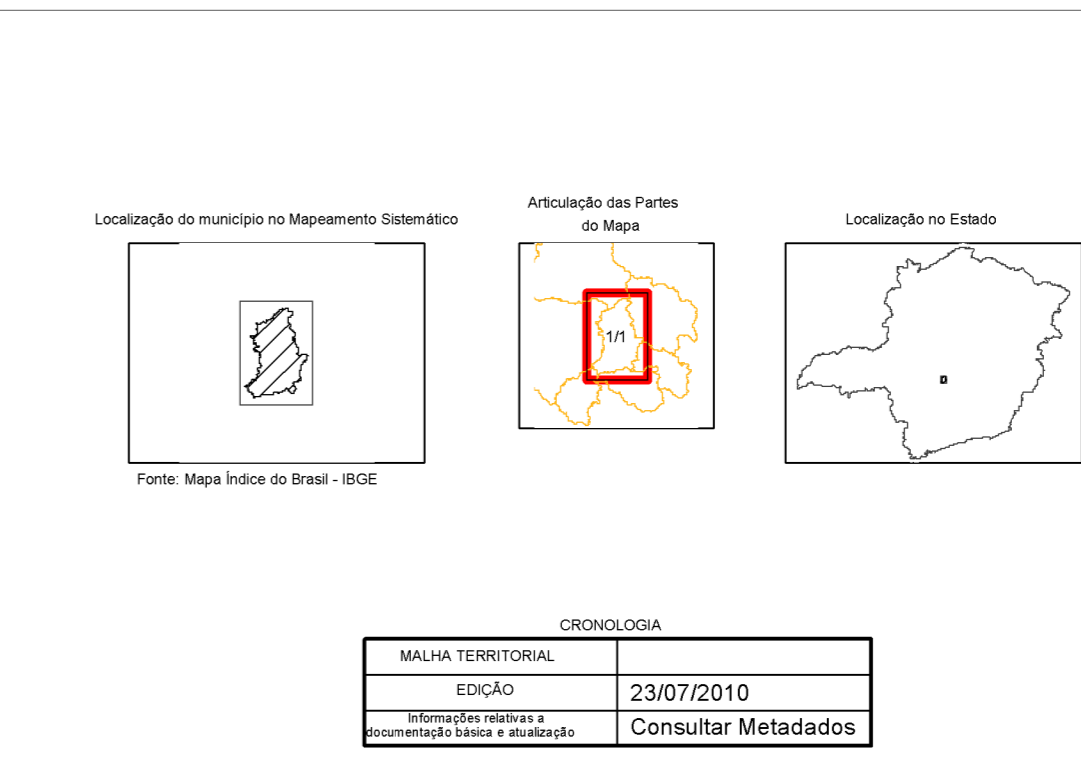 Localização do município no Mapeamento Sistemático
Articulação das Partes
do Mapa
Localização no Estado
1/1
Fonte: Mapa Índice do Brasil - IBGE
CRONOLOGIA
MALHA TERRITORIAL
EDIÇÃO
23/07/2010
Informações relativas a
documentação básica e atualização
Consultar Metadados